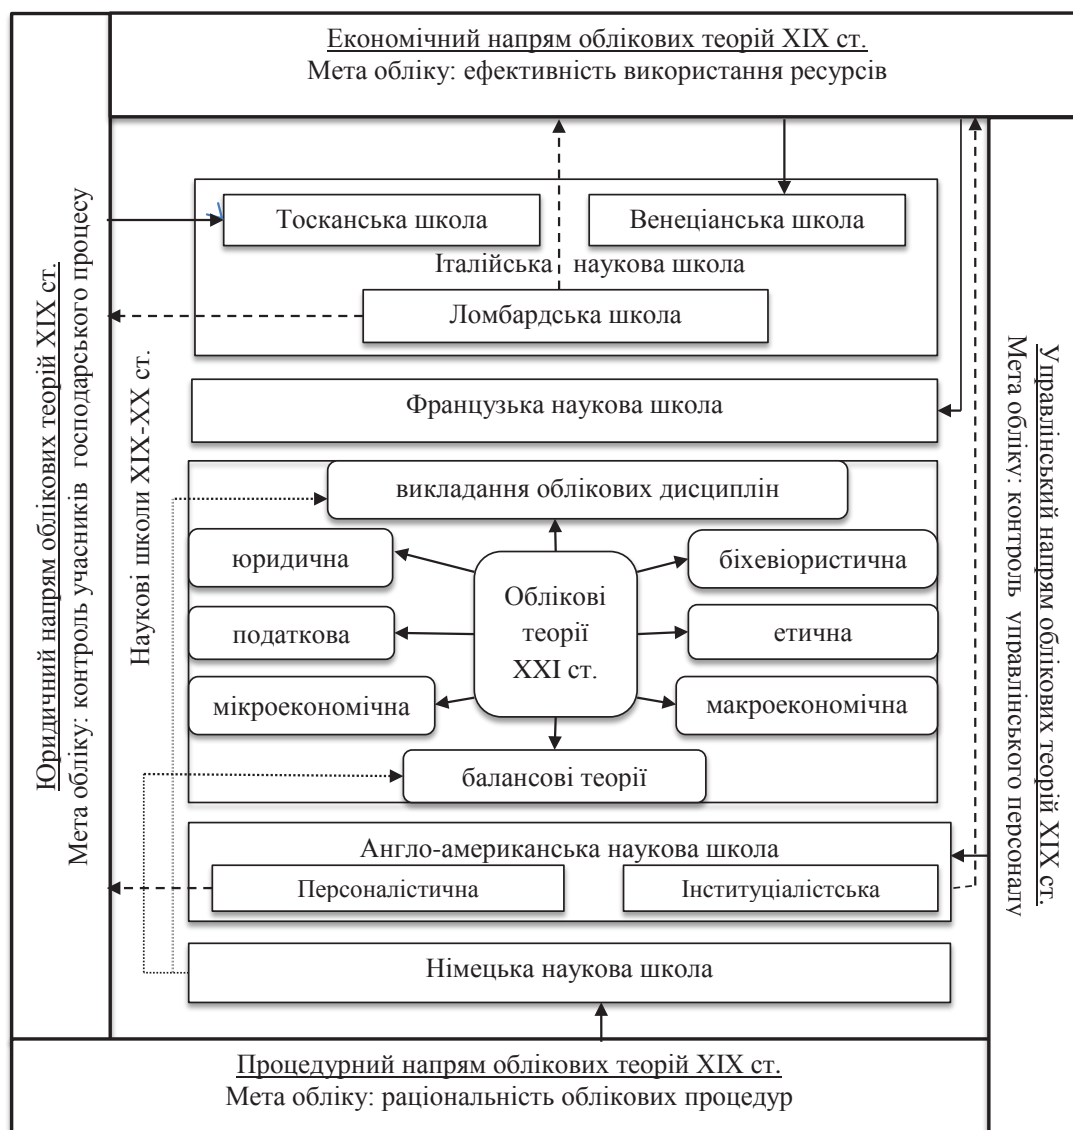 Економічний напрям облікових теорій XIX ст.
Мета обліку: ефективність використання ресурсів
Юридичний напрям облікових теорій XIX ст.
Мета обліку: контроль учасників господарського процесу
Наукові школи XIX-XX ст.
Тосканська школа
Венеціанська школа
Італійська наукова школа
Ломбардська школа
Французька наукова школа
викладання облікових дисциплін
юридична
біхевіористична
Облікові
теорії
XXI ст.
податкова
етична
мікроекономічна
макроекономічна
балансові теорії
Англо-американська наукова школа
Персоналістична
Інституціалістська
Німецька наукова школа
Управлінський напрям облікових теорій XIX ст.
Мета обліку: контроль управлінського персоналу
Процедурний напрям облікових теорій XIX ст.
Мета обліку: раціональність облікових процедур